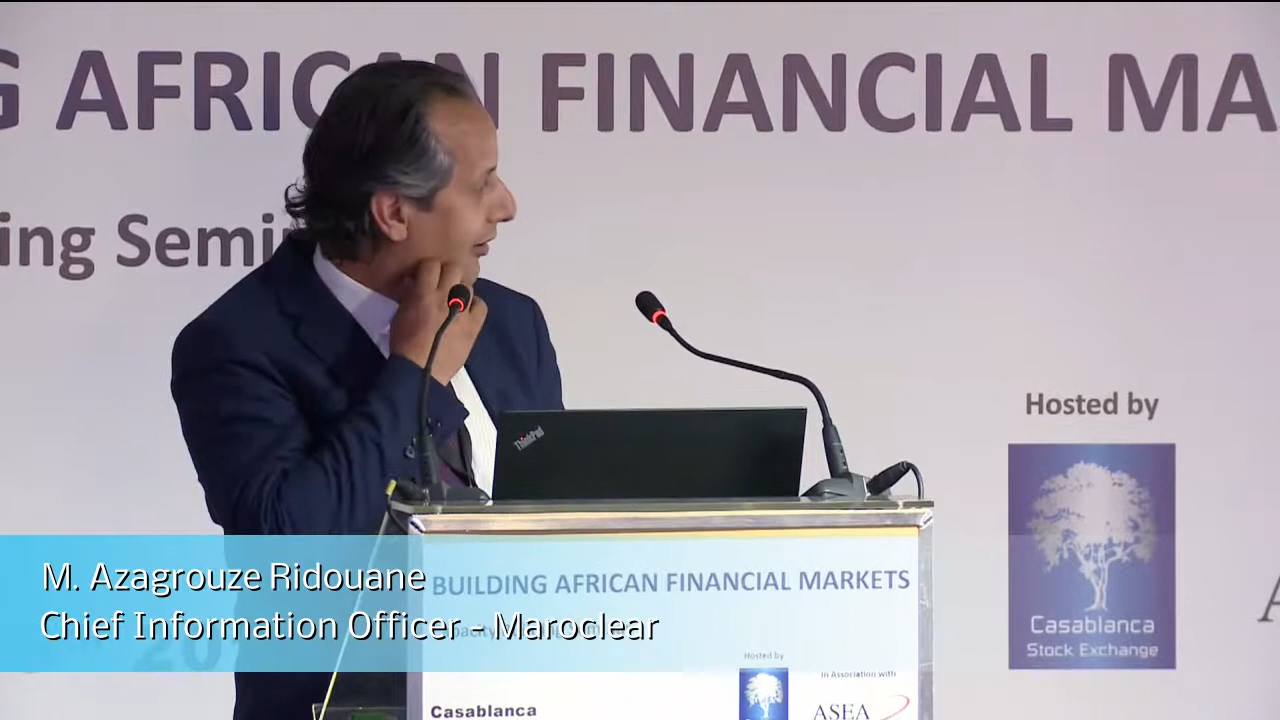 G AFRICAN FINANCIAL MA
ing Semi
Hosted by
Casablanca
Stock Exchange
ThinkPad
M. Azagrouze Ridouane
Chief Information Officer - Maroclear
BUILDING AFRICAN FINANCIAL MARKETS
Hosted by
In Association with
Casablanca
ASEA